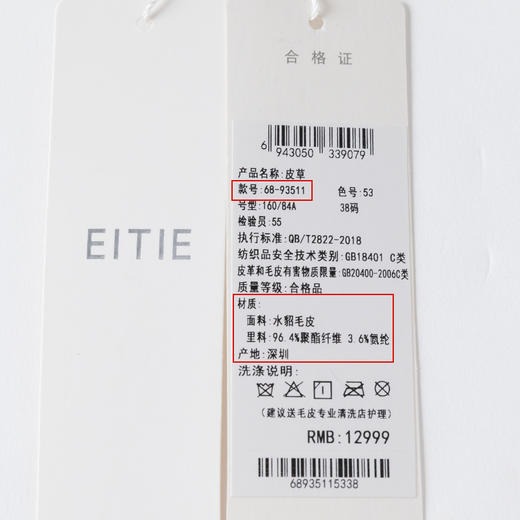 EITIE
合格证
6 943050 339079
产品名称:皮草
款号:68-93511 色号:53
号型:160/84A 38码
检验员:55
执行标准:QB/T2822-2018
纺织品安全技术类别:GB18401 C类
皮革和毛皮有害物质限量:GB20400-2006C类
质量等级:合格品
材质:
面料:水貂毛皮
里料:96.4%聚酯纤维 3.6%氨纶
产地:深圳
洗涤说明:
(建议送毛皮专业清洗店护理)
RMB:12999
68935115338